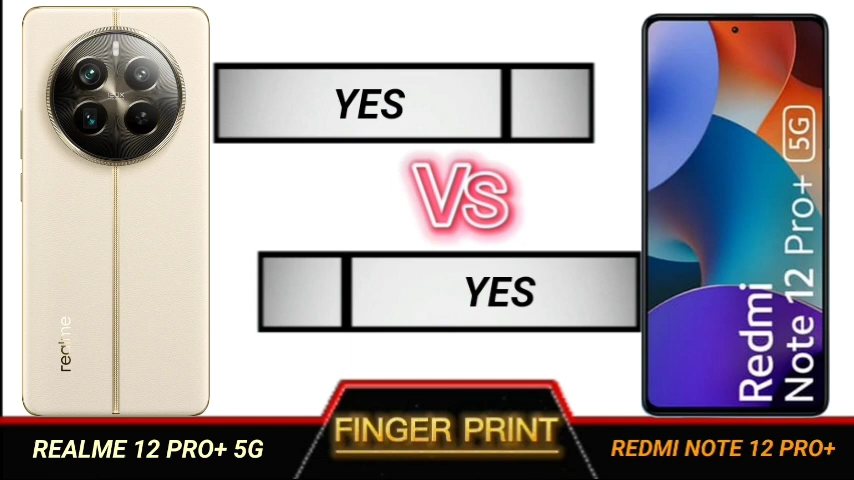 YES
VS
YES
realme
Redmi
Note 12 Pro+ 5G
FINGER PRINT
REALME 12 PRO+ 5G
REDMI NOTE 12 PRO+